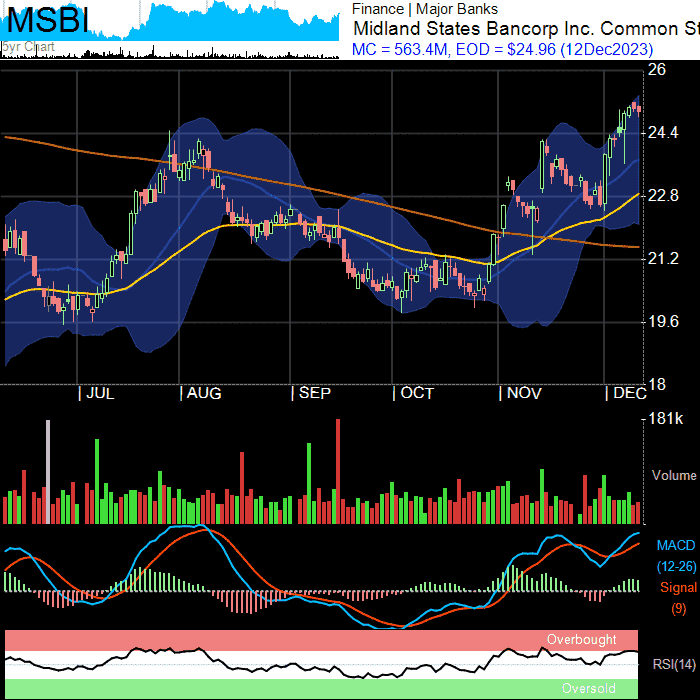 MSBI
5yr Chart
Finance | Major Banks
Midland States Bancorp Inc. Common St
MC = 563.4M, EOD = $24.96 (12Dec2023)
26
24.4
22.8
21.2
19.6
18
| JUL | AUG | SEP | OCT | NOV | DEC
181k
Volume
MACD
(12-26)
Signal
(9)
Overbought
RSI(14)
Oversold